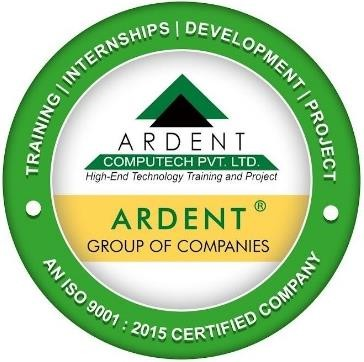 TRAINING | INTERNSHIPS | DEVELOPMENT | PROJECT
ARDENT
COMPUTECH PVT. LTD.
High-End Technology Training and Project
ARDENT ®
GROUP OF COMPANIES
AN ISO 9001 : 2015 CERTIFIED COMPANY